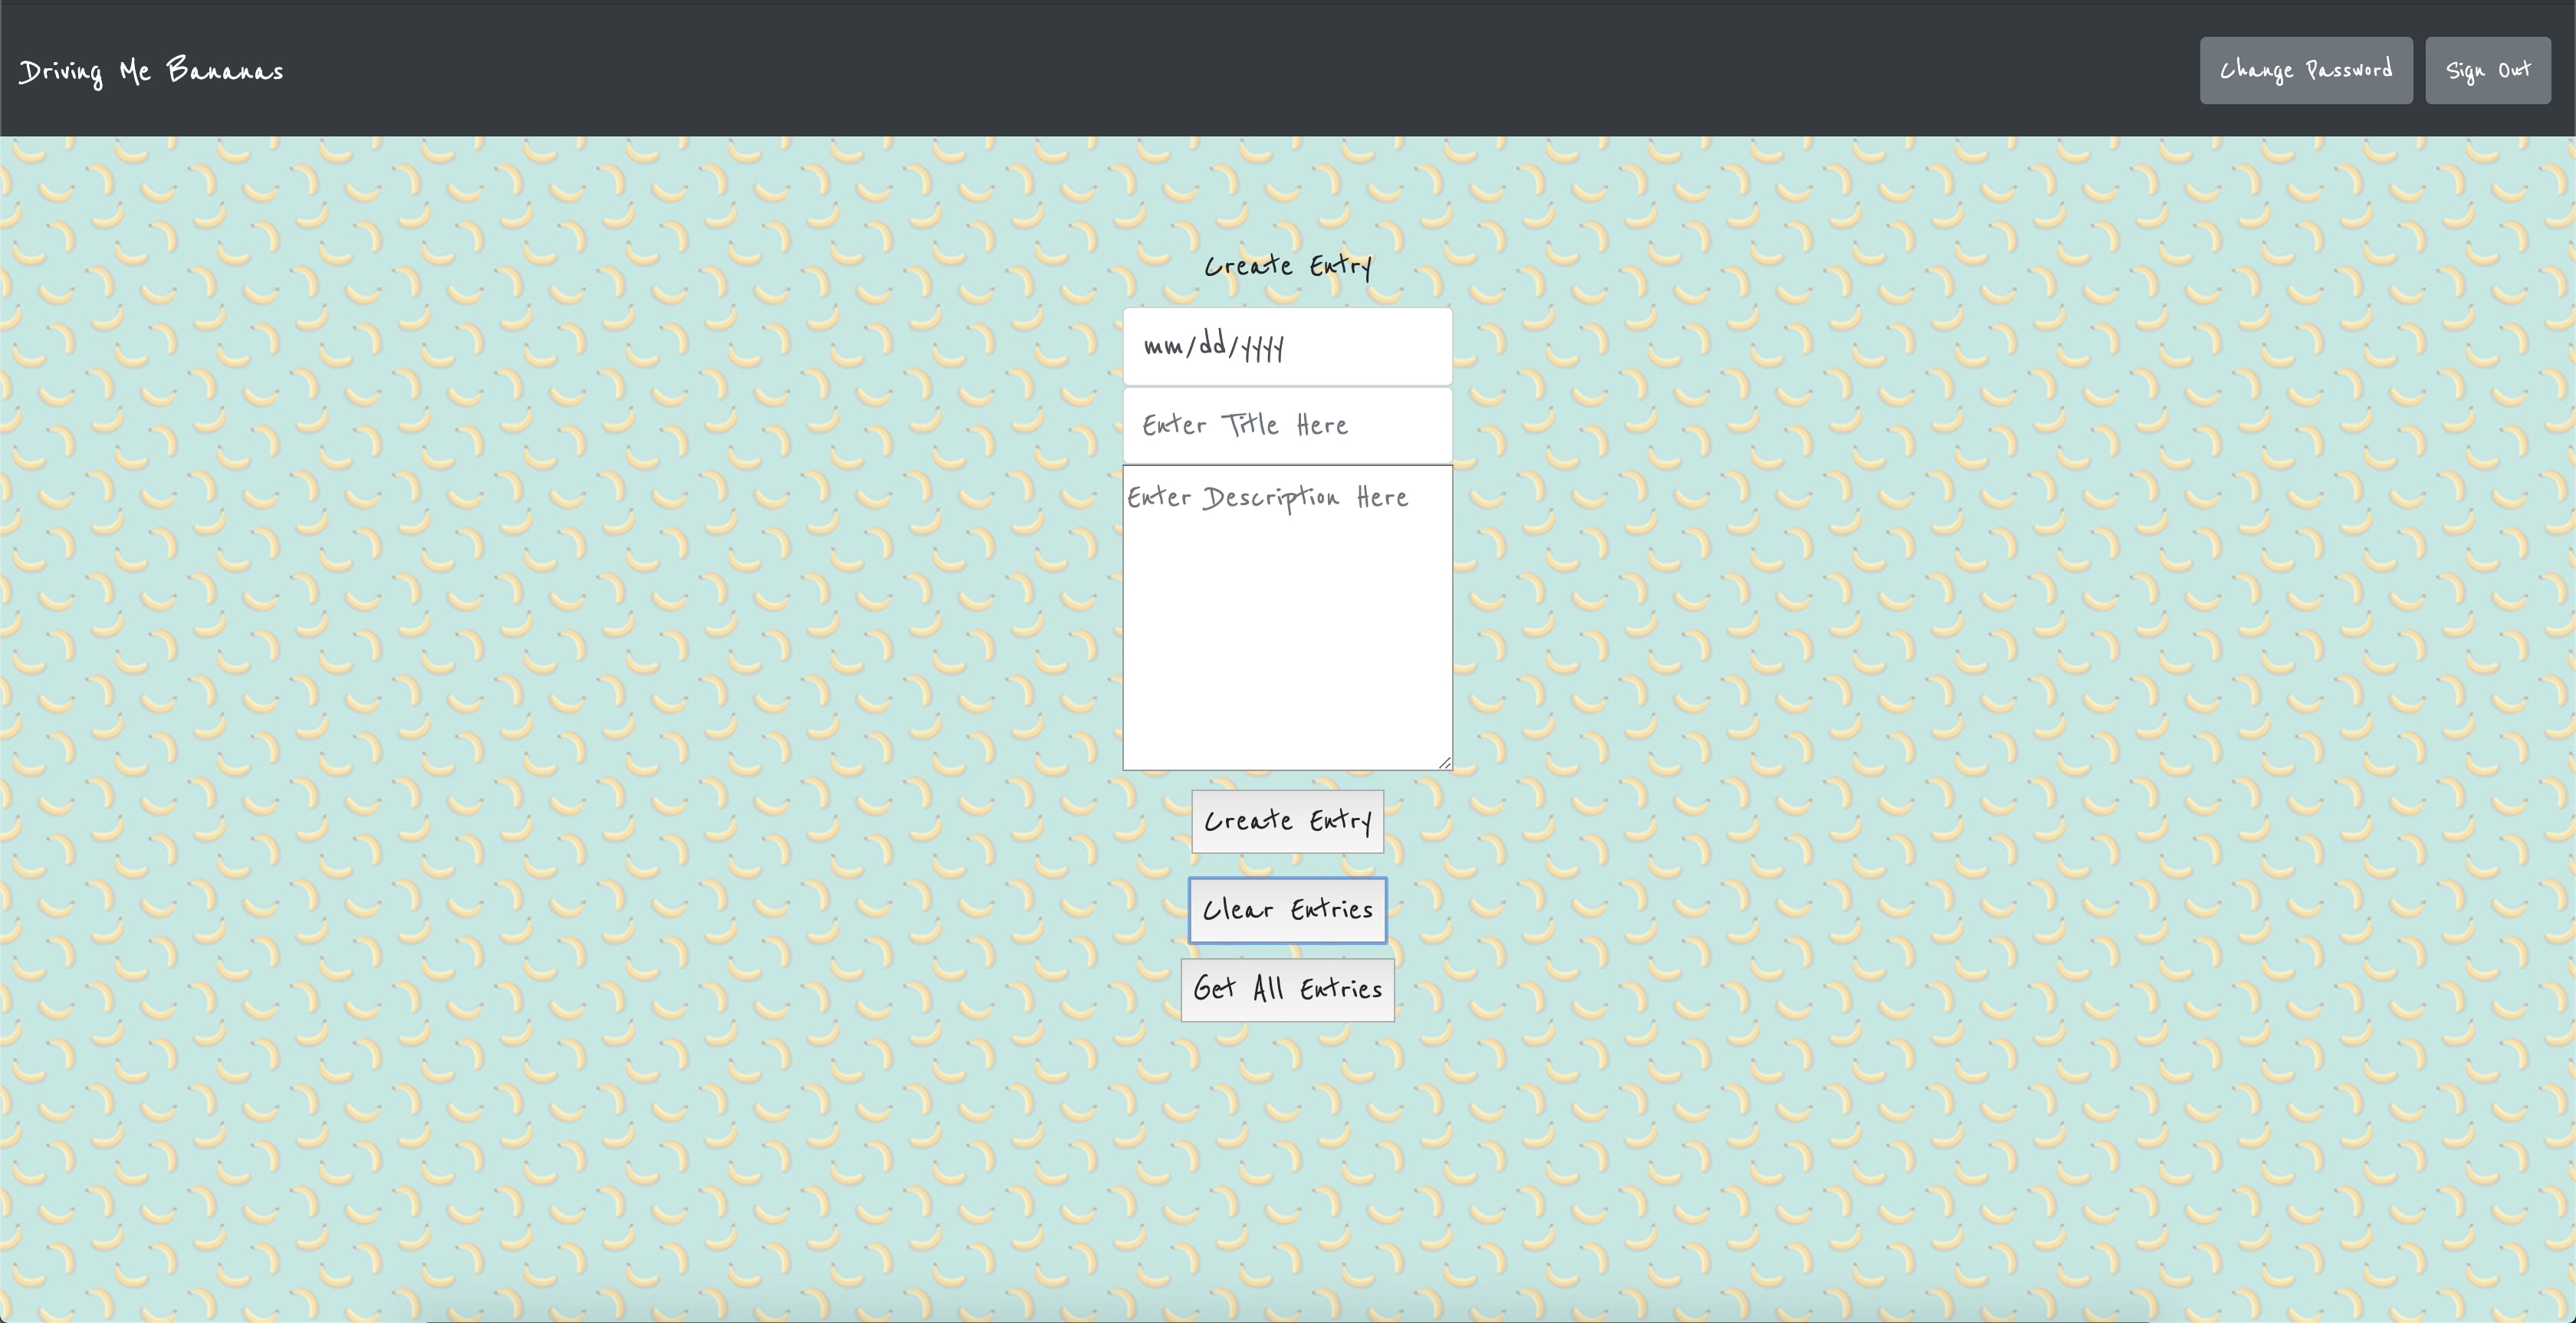 Driving Me Bananas
Change Password
Sign Out
Create Entry
mm/dd/yyyy
Enter Title Here
Enter Description Here
Create Entry
Clear Entries
Get All Entries